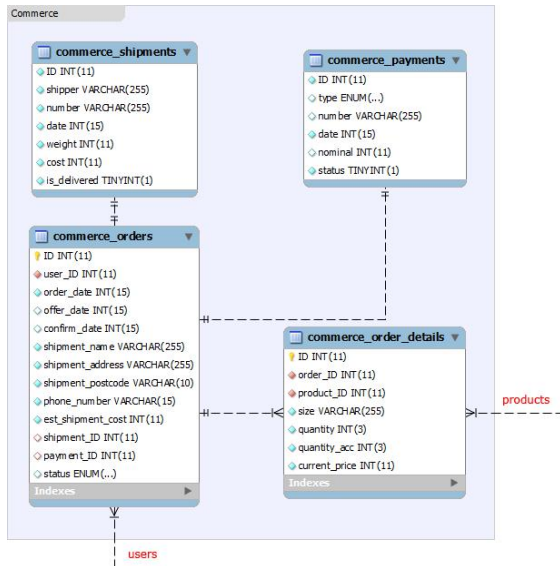 Commerce
commerce_shipments
ID INT(11)
shipper VARCHAR(255)
number VARCHAR(255)
date INT(15)
weight INT(11)
cost INT(11)
is_delivered TINYINT(1)
commerce_payments
ID INT(11)
type ENUM(...)
number VARCHAR(255)
date INT(15)
nominal INT(11)
status TINYINT(1)
commerce_orders
ID INT(11)
user_ID INT(11)
order_date INT(15)
offer_date INT(15)
confirm_date INT(15)
shipment_name VARCHAR(255)
shipment_address VARCHAR(255)
shipment_postcode VARCHAR(10)
phone_number VARCHAR(15)
est_shipment_cost INT(11)
shipment_ID INT(11)
payment_ID INT(11)
status ENUM(...)
Indexes
commerce_order_details
ID INT(11)
order_ID INT(11)
product_ID INT(11)
size VARCHAR(255)
quantity INT(3)
quantity_acc INT(3)
current_price INT(11)
Indexes
products
users